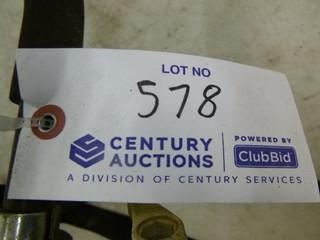 LOT NO
578
CENTURY AUCTIONS
POWERED BY
ClubBid
A DIVISION OF CENTURY SERVICES